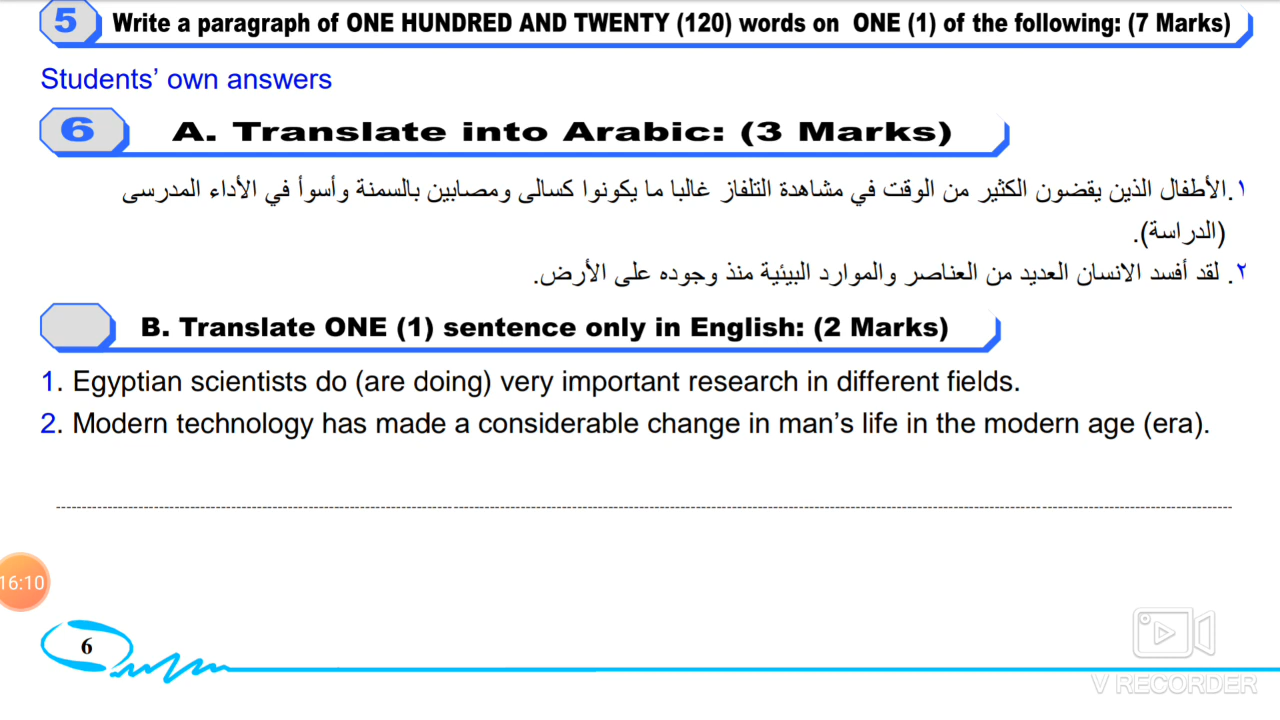 5 Write a paragraph of ONE HUNDRED AND TWENTY (120) words on ONE (1) of the following: (7 Marks)
Students' own answers
6 A. Translate into Arabic: (3 Marks)
١. الأطفال الذين يقضون الكثير من الوقت في مشاهدة التلفاز غالبا ما يكونوا كسالى ومصابين بالسمنة وأسوأ في الأداء المدرسى
(الدراسة).
٢. لقد أفسد الانسان العديد من العناصر والموارد البيئية منذ وجوده على الأرض.
B. Translate ONE (1) sentence only in English: (2 Marks)
1. Egyptian scientists do (are doing) very important research in different fields.
2. Modern technology has made a considerable change in man's life in the modern age (era).
16:10
6
V RECORDER